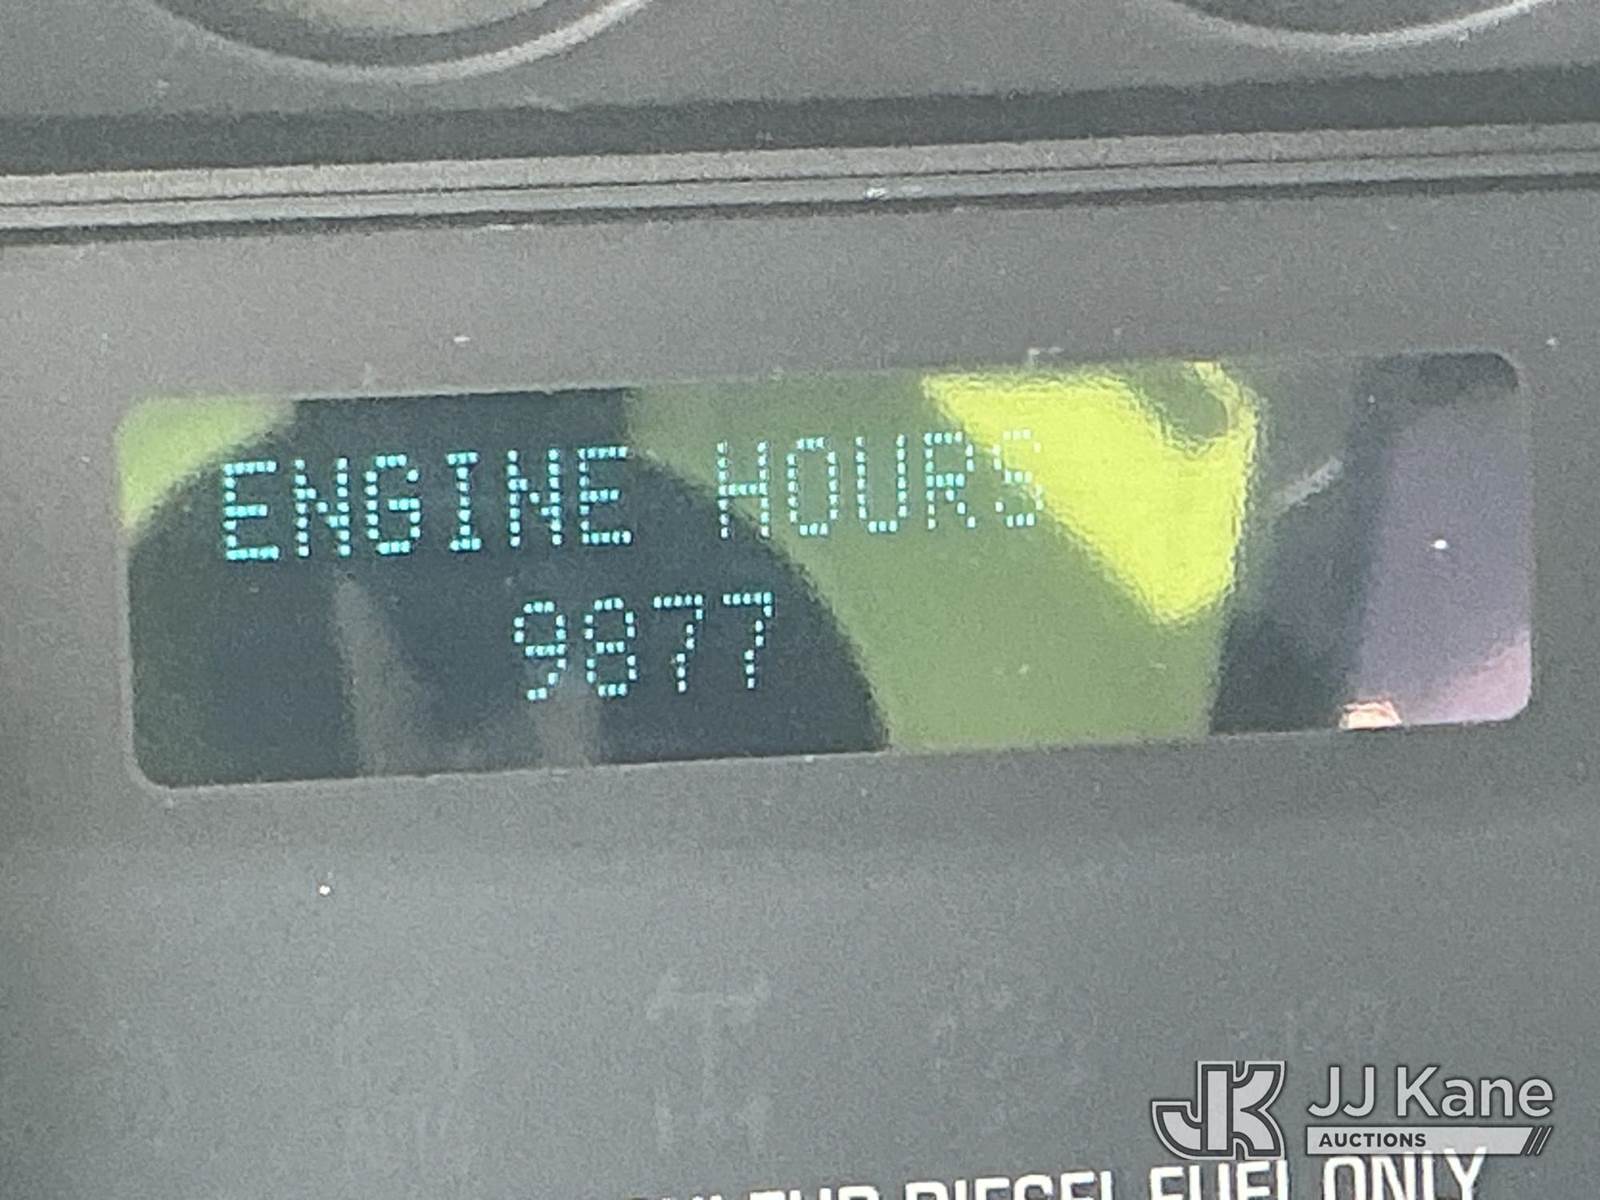 ENGINE HOURS
9877
JJ Kane
AUCTIONS
DIESEL FUEL ONLY